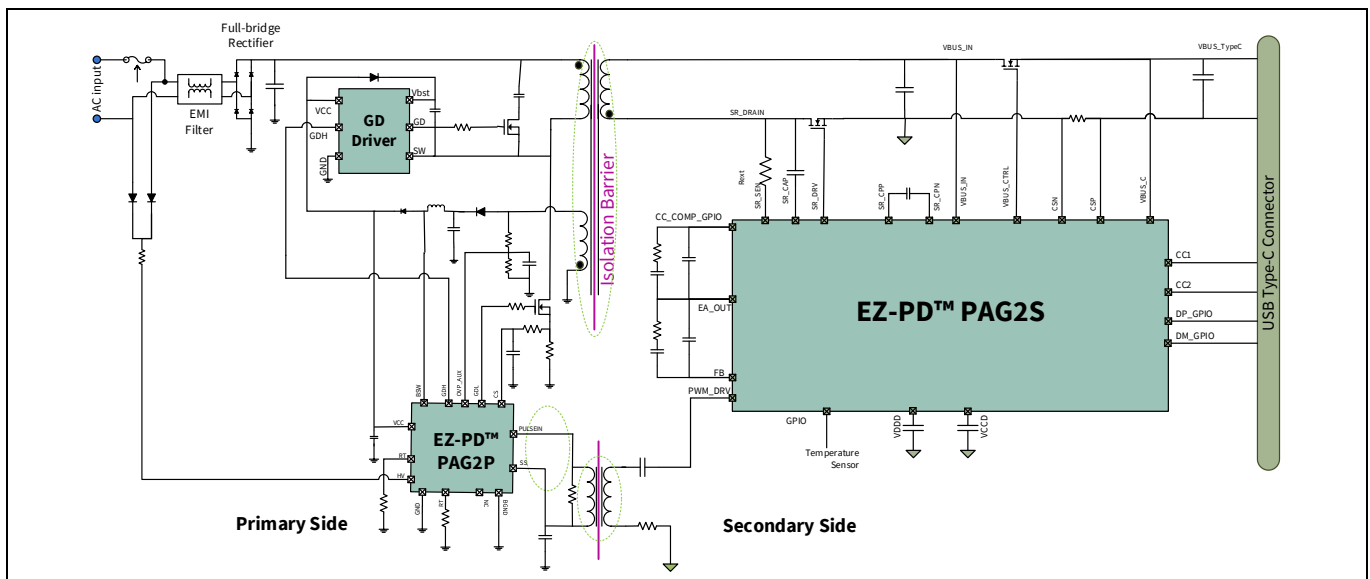 Full-bridge
Rectifier
AC input
EMI
Filter
VCC
Vbst
GDH
GD
Driver
GD
GND
SW
Isolation Barrier
VBUS_IN
VBUS_TypeC
SR_DRAIN
Rext
SR_SEN
SR_CAP
SR_DRV
SR_CPP
SR_CPN
VBUS_IN
VBUS_CTRL
CSN
CSP
VBUS_C
CC_COMP_GPIO
EA_OUT
FB
PWM_DRV
EZ-PD™ PAG2S
CC1
CC2
DP_GPIO
DM_GPIO
USB Type-C Connector
GPIO
Temperature
Sensor
VDDD
VCCD
BSW
GDH
OVP_AUX
GDL
CS
VCC
RT
HV
EZ-PD™
PAG2P
PULSEIN
SS
GND
RT
NC
BGND
Primary Side
Secondary Side